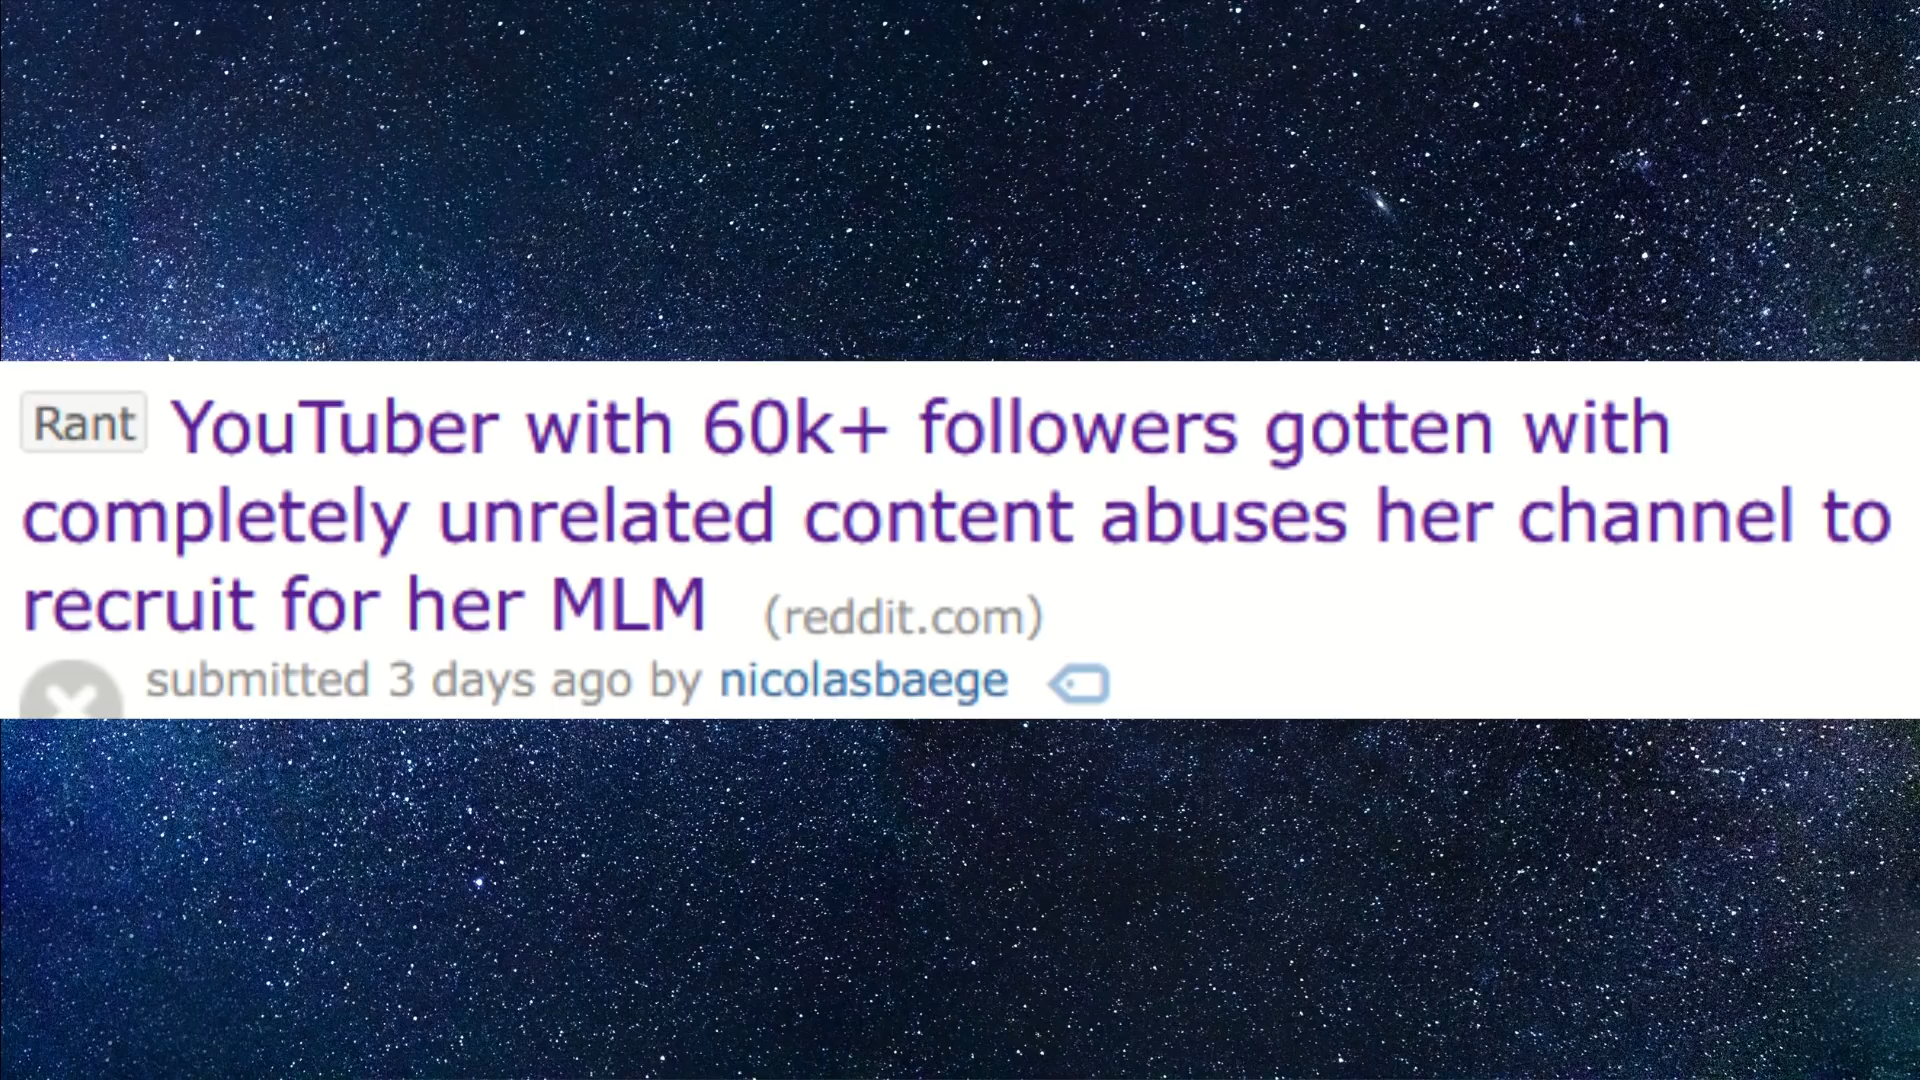 Rant YouTuber with 60k+ followers gotten with
completely unrelated content abuses her channel to
recruit for her MLM (reddit.com)
submitted 3 days ago by nicolasbaege